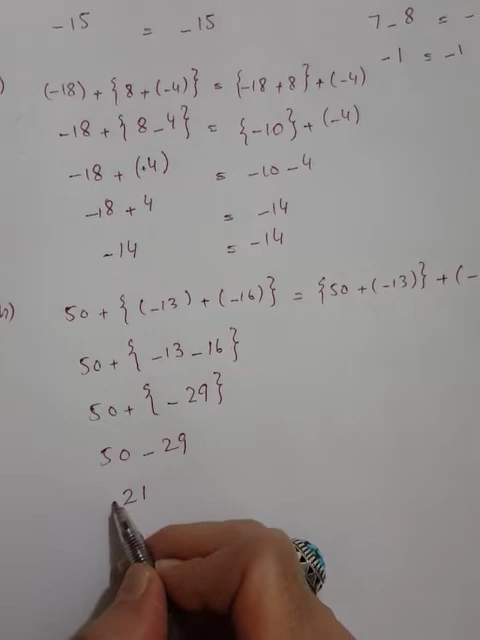 -15 = -15
7-8 = -
-1 = -1
) (-18) + {8 + (-4)} = {-18 + 8} + (-4)
-18 + {8 - 4} = {-10} + (-4)
-18 + (+4) = -10 - 4
-18 + 4 = -14
-14 = -14
h) 50 + {(-13) + (-16)} = {50 + (-13)} + (-
50 + {-13 - 16}
50 + {- 29}
50 - 29
21